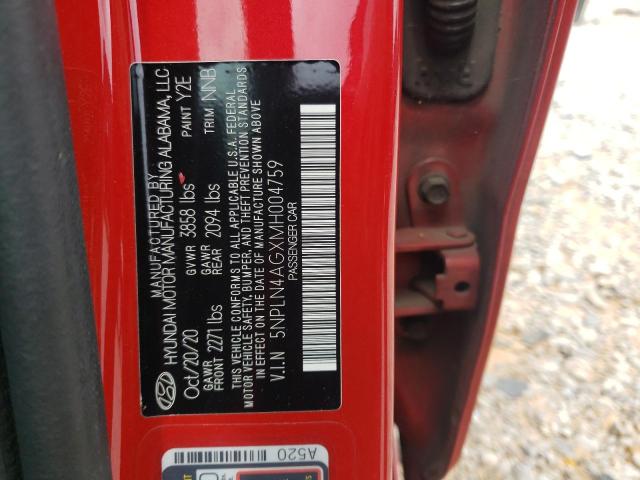 MANUFACTURED BY
HYUNDAI MOTOR MANUFACTURING ALABAMA, LLC
Oct/20/20 GVWR 3858 lbs PAINT Y2E
GAWR FRONT 2271 lbs GAWR REAR 2094 lbs TRIM NNB
THIS VEHICLE CONFORMS TO ALL APPLICABLE U.S.A. FEDERAL
MOTOR VEHICLE SAFETY, BUMPER, AND THEFT PREVENTION STANDARDS
IN EFFECT ON THE DATE OF MANUFACTURE SHOWN ABOVE
V.I.N 5NPLN4AGXMH004759
PASSENGER CAR
A520